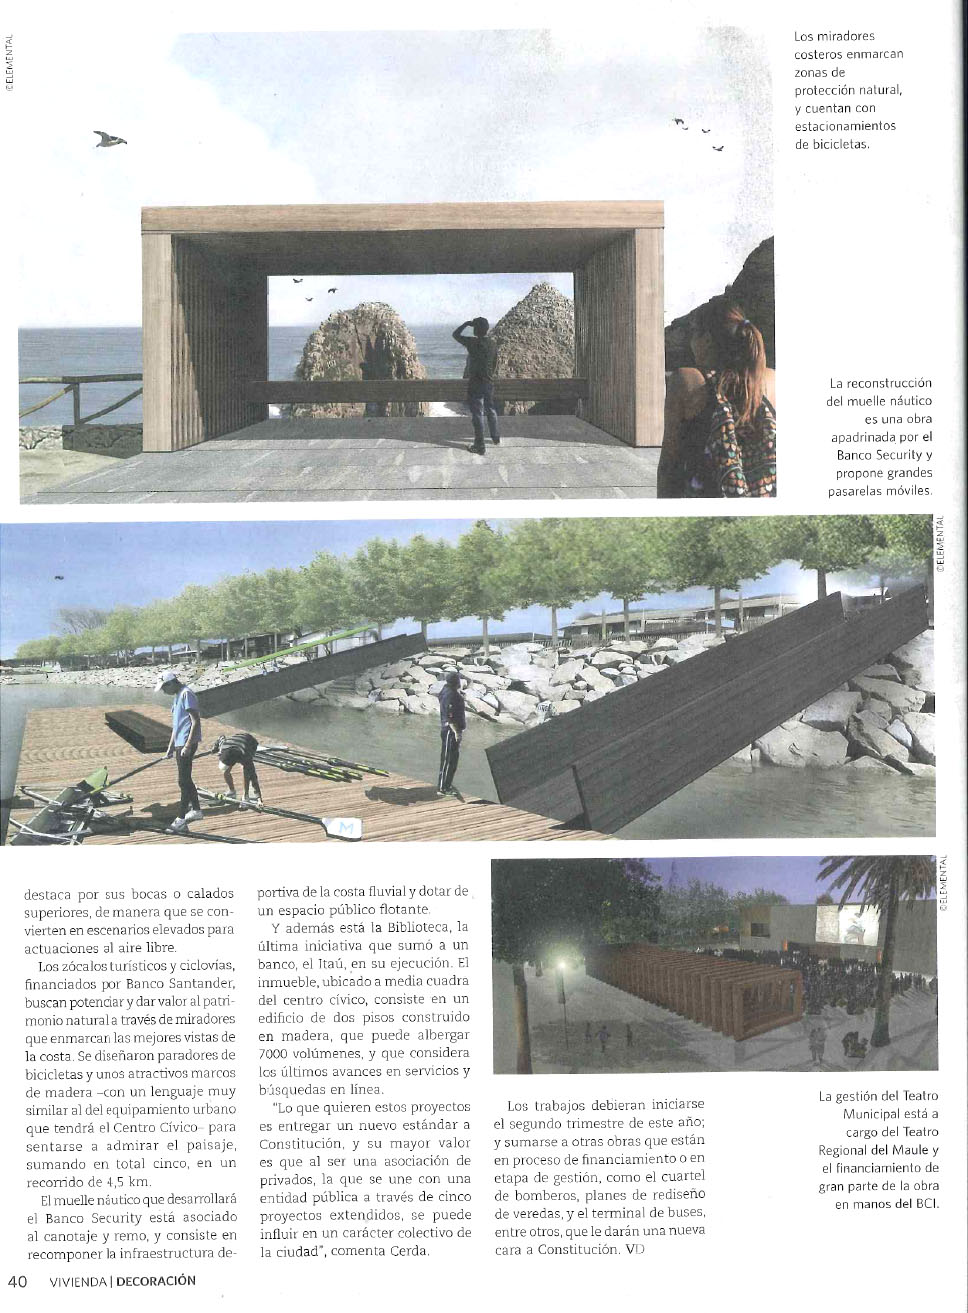 ©ELEMENTAL
Los miradores
costeros enmarcan
zonas de
protección natural,
y cuentan con
estacionamientos
de bicicletas.
La reconstrucción
del muelle náutico
es una obra
apadrinada por el
Banco Security y
propone grandes
pasarelas móviles.
©ELEMENTAL
M
©ELEMENTAL
destaca por sus bocas o calados
superiores, de manera que se con-
vierten en escenarios elevados para
actuaciones al aire libre.
Los zócalos turísticos y ciclovías,
financiados por Banco Santander,
buscan potenciar y dar valor al patri-
monio natural a través de miradores
que enmarcan las mejores vistas de
la costa. Se diseñaron paradores de
bicicletas y unos atractivos marcos
de madera –con un lenguaje muy
similar al del equipamiento urbano
que tendrá el Centro Cívico– para
sentarse a admirar el paisaje,
sumando en total cinco, en un
recorrido de 4,5 km.
El muelle náutico que desarrollará
el Banco Security está asociado
al canotaje y remo, y consiste en
recomponer la infraestructura de-
portiva de la costa fluvial y dotar de
un espacio público flotante.
Y además está la Biblioteca, la
última iniciativa que sumó a un
banco, el Itaú, en su ejecución. El
inmueble, ubicado a media cuadra
del centro cívico, consiste en un
edificio de dos pisos construido
en madera, que puede albergar
7000 volúmenes, y que considera
los últimos avances en servicios y
búsquedas en línea.
"Lo que quieren estos proyectos
es entregar un nuevo estándar a
Constitución, y su mayor valor
es que al ser una asociación de
privados, la que se une con una
entidad pública a través de cinco
proyectos extendidos, se puede
influir en un carácter colectivo de
la ciudad", comenta Cerda.
Los trabajos debieran iniciarse
el segundo trimestre de este año;
y sumarse a otras obras que están
en proceso de financiamiento o en
etapa de gestión, como el cuartel
de bomberos, planes de rediseño
de veredas, y el terminal de buses,
entre otros, que le darán una nueva
cara a Constitución. VD
La gestión del Teatro
Municipal está a
cargo del Teatro
Regional del Maule y
el financiamiento de
gran parte de la obra
en manos del BCI.
40 VIVIENDA | DECORACIÓN